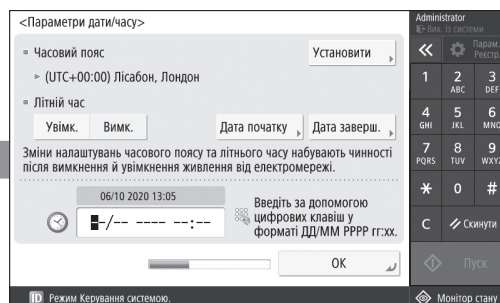 <Параметри дати/часу>
Часовий пояс
Установити
(UTC+00:00) Лісабон, Лондон
Літній час
Увімк.
Вимк.
Дата початку
Дата заверш.
Зміни налаштувань часового поясу та літнього часу набувають чинності
після вимкнення й увімкнення живлення від електромережі.
06/10 2020 13:05
-/-- ---- --:--
Введіть за допомогою
цифрових клавіш у
форматі ДД/ММ РРРР гг:хх.
OK
ID Режим Керування системою.
Administrator
Вих. із системи
Парам.
Реєстр.
1
2
ABC
3
DEF
4
GHI
5
JKL
6
MNO
7
PQRS
8
TUV
9
WXYZ
*
0
#
C
Скинути
Пуск
Монітор стану